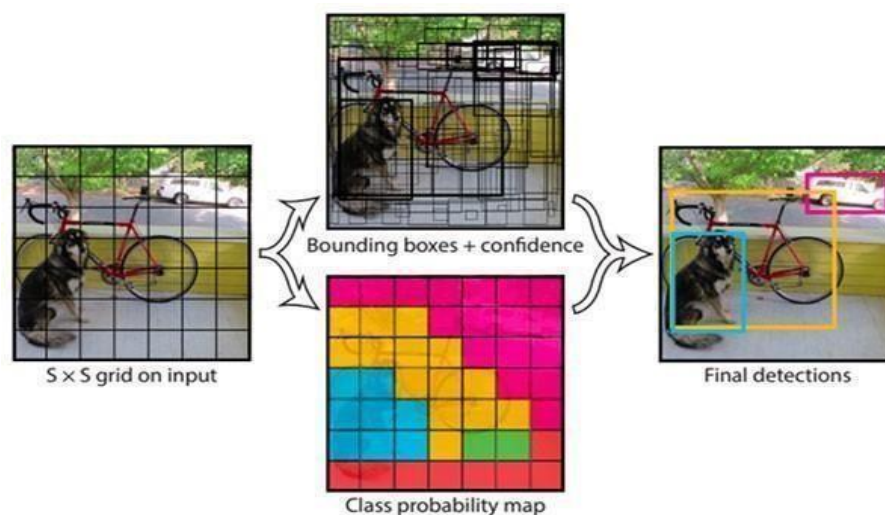 S × S grid on input
Bounding boxes + confidence
Class probability map
Final detections